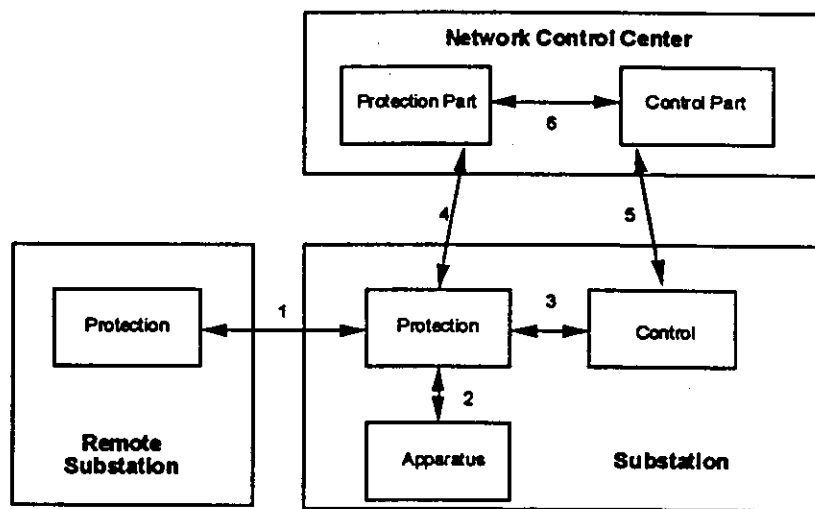 Network Control Center
Protection Part
Control Part
6
4
5
Protection
1
Protection
3
Control
2
Remote
Substation
Apparatus
Substation